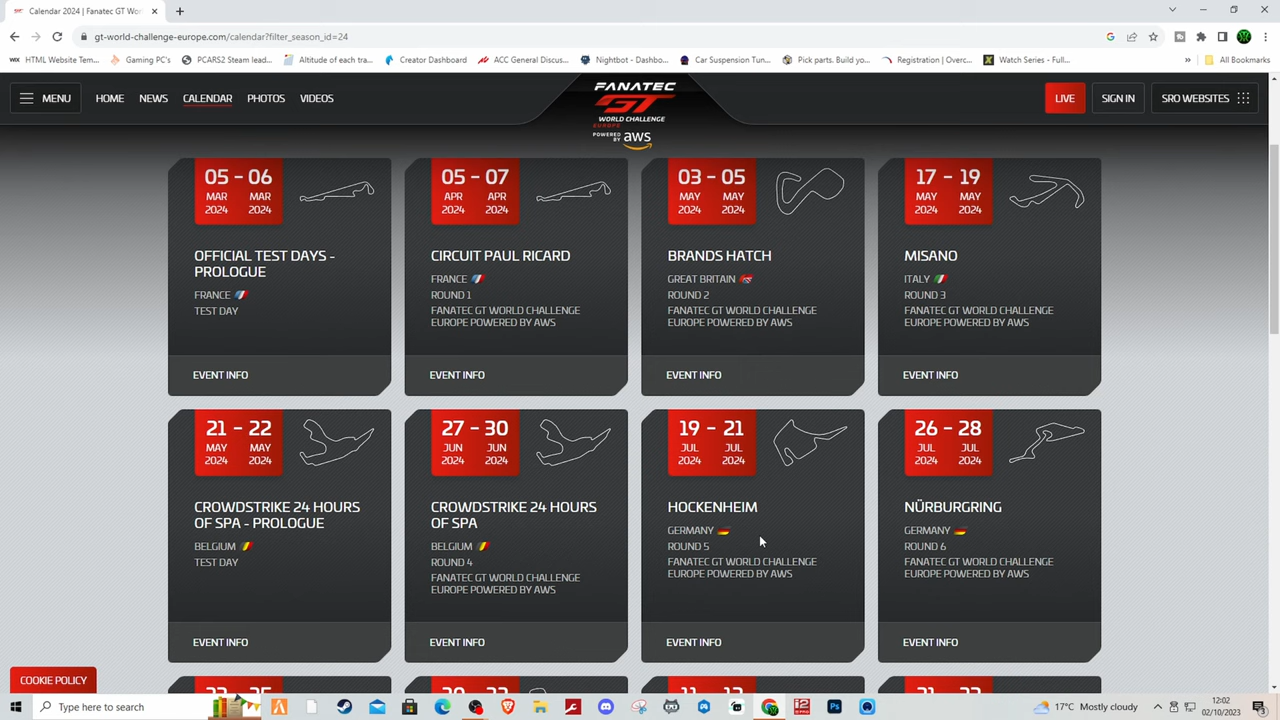 Calendar 2024 | Fanatec GT Wo
gt-world-challenge-europe.com/calendar?filter_season_id=24
HTML Website Tem...
Gaming PC's
PCARS2 Steam lead...
Altitude of each tra...
Creator Dashboard
ACC General Discus...
Nightbot - Dashbo...
Car Suspension Tun...
Pick parts. Build yo...
Registration | Overc...
Watch Series - Full...
»
All Bookmarks
MENU
HOME
NEWS
CALENDAR
PHOTOS
VIDEOS
FANATEC
GT
WORLD CHALLENGE
EUROPE
POWERED BY aws
LIVE
SIGN IN
SRO WEBSITES
05 - 06
MAR MAR
2024 2024
OFFICIAL TEST DAYS -
PROLOGUE
FRANCE
TEST DAY
EVENT INFO
05 - 07
APR APR
2024 2024
CIRCUIT PAUL RICARD
FRANCE
ROUND 1
FANATEC GT WORLD CHALLENGE
EUROPE POWERED BY AWS
EVENT INFO
03 - 05
MAY MAY
2024 2024
BRANDS HATCH
GREAT BRITAIN
ROUND 2
FANATEC GT WORLD CHALLENGE
EUROPE POWERED BY AWS
EVENT INFO
17 - 19
MAY MAY
2024 2024
MISANO
ITALY
ROUND 3
FANATEC GT WORLD CHALLENGE
EUROPE POWERED BY AWS
EVENT INFO
21 - 22
MAY MAY
2024 2024
CROWDSTRIKE 24 HOURS
OF SPA - PROLOGUE
BELGIUM
TEST DAY
EVENT INFO
27 - 30
JUN JUN
2024 2024
CROWDSTRIKE 24 HOURS
OF SPA
BELGIUM
ROUND 4
FANATEC GT WORLD CHALLENGE
EUROPE POWERED BY AWS
EVENT INFO
19 - 21
JUL JUL
2024 2024
HOCKENHEIM
GERMANY
ROUND 5
FANATEC GT WORLD CHALLENGE
EUROPE POWERED BY AWS
EVENT INFO
26 - 28
JUL JUL
2024 2024
NÜRBURGRING
GERMANY
ROUND 6
FANATEC GT WORLD CHALLENGE
EUROPE POWERED BY AWS
EVENT INFO
COOKIE POLICY
Type here to search
17°C Mostly cloudy
12:02
02/10/2023